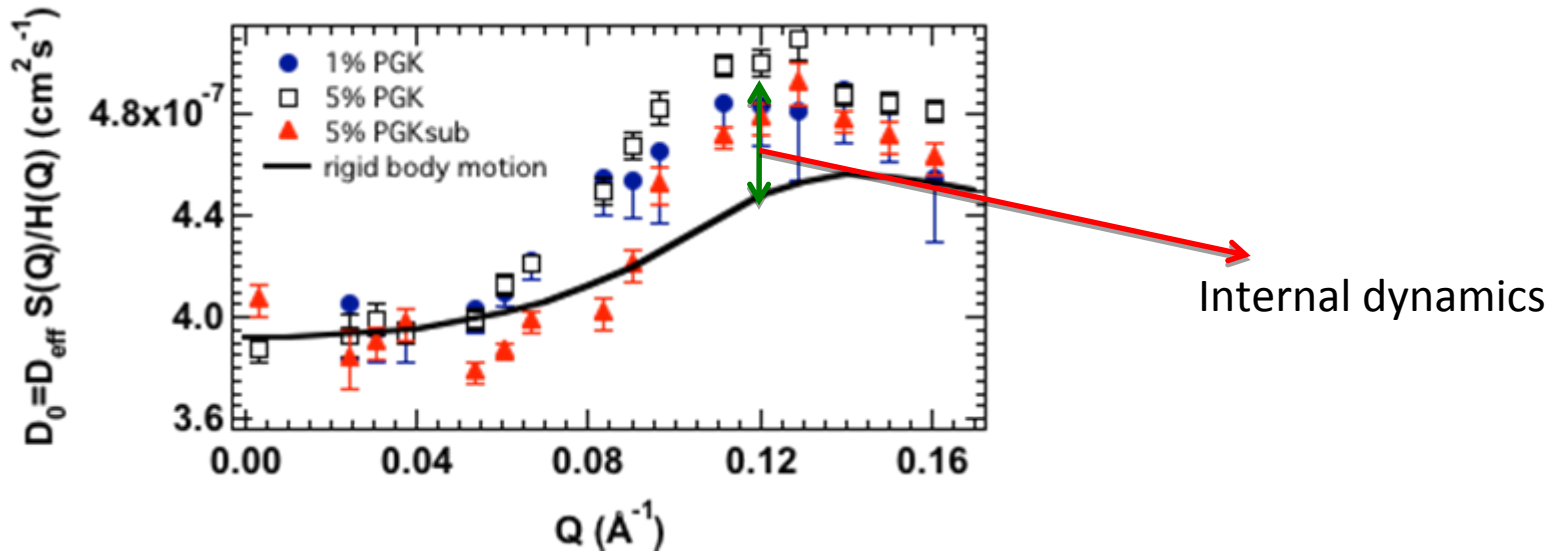 D₀=D_eff S(Q)/H(Q) (cm²s⁻¹)
1% PGK
5% PGK
5% PGKsub
rigid body motion
4.8x10⁻⁷
4.4
4.0
3.6
0.00 0.04 0.08 0.12 0.16
Q (Å⁻¹)
Internal dynamics